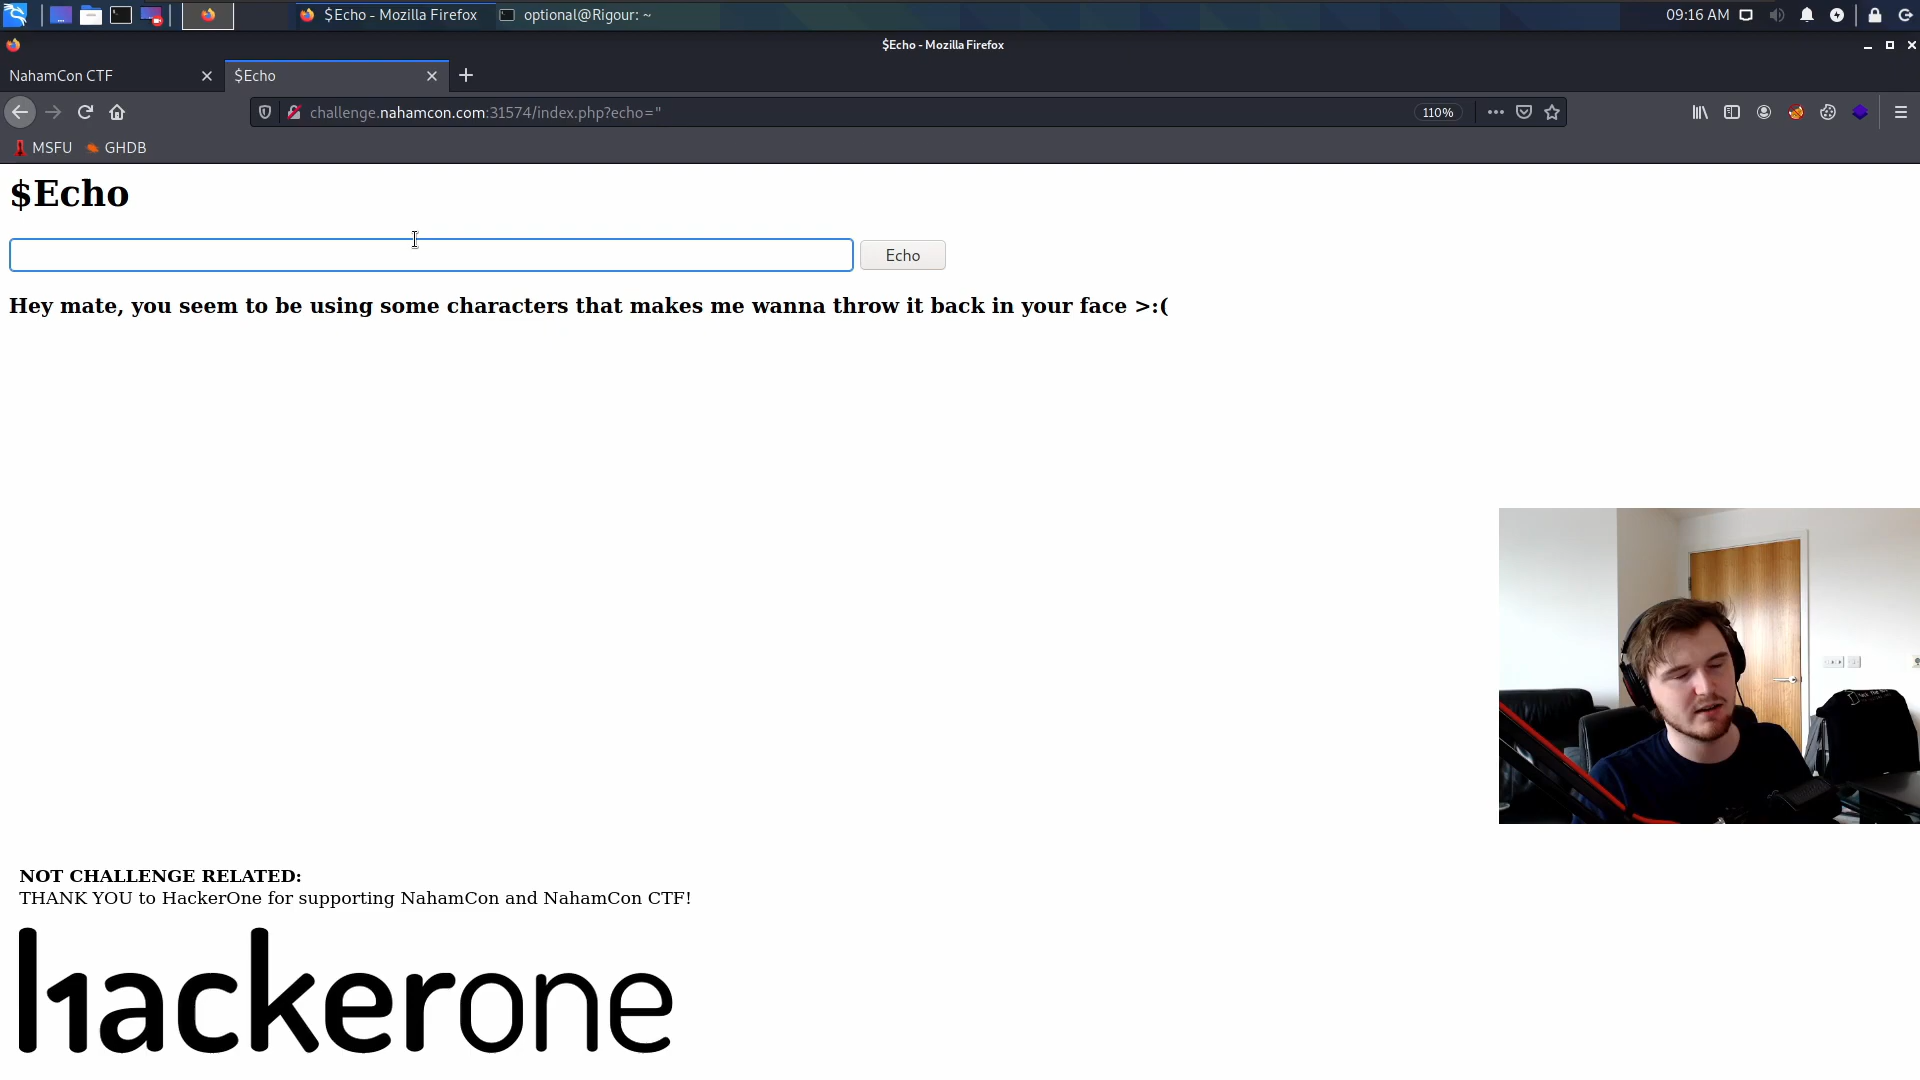 $Echo - Mozilla Firefox
optional@Rigour: ~
09:16 AM
$Echo - Mozilla Firefox
NahamCon CTF
$Echo
challenge.nahamcon.com:31574/index.php?echo="
110%
MSFU
GHDB
$Echo
Echo
Hey mate, you seem to be using some characters that makes me wanna throw it back in your face >:(
NOT CHALLENGE RELATED:
THANK YOU to HackerOne for supporting NahamCon and NahamCon CTF!
hackerone